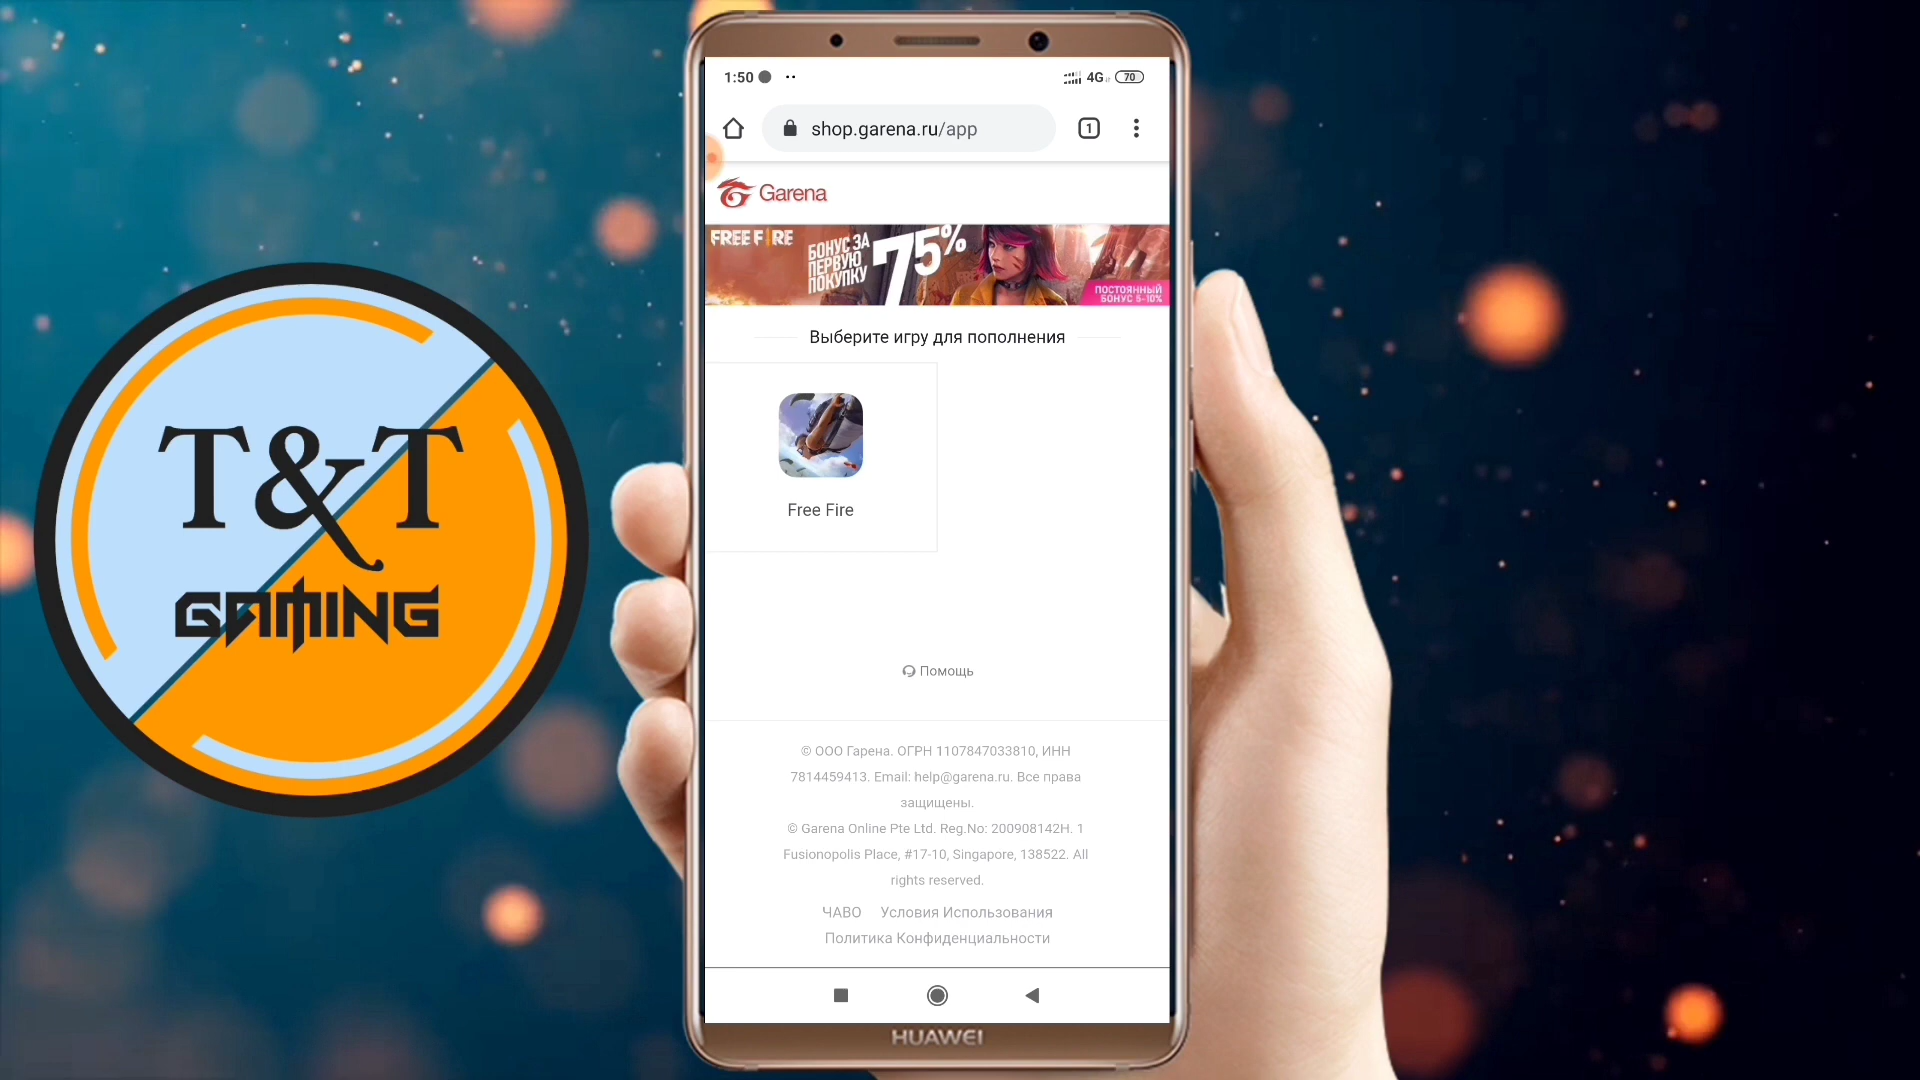 T&T
GAMING
1:50
4G
70
shop.garena.ru/app
1
Garena
FREE FIRE
БОНУС ЗА
ПЕРВУЮ
ПОКУПКУ
75%
ПОСТОЯННЫЙ
БОНУС 5-10%
Выберите игру для пополнения
Free Fire
Помощь
© ООО Гарена. ОГРН 1107847033810, ИНН
7814459413. Email: help@garena.ru. Все права
защищены.
© Garena Online Pte Ltd. Reg.No: 200908142H. 1
Fusionopolis Place, #17-10, Singapore, 138522. All
rights reserved.
ЧАВО Условия Использования
Политика Конфиденциальности
HUAWEI